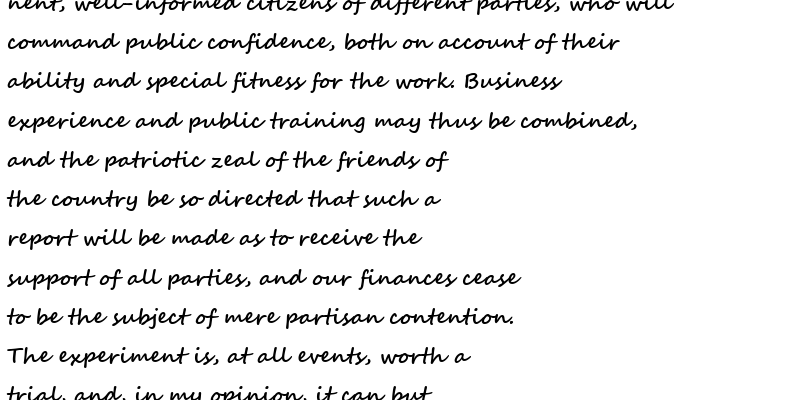 nent, well-informed citizens of different parties, who will
command public confidence, both on account of their
ability and special fitness for the work. Business
experience and public training may thus be combined,
and the patriotic zeal of the friends of
the country be so directed that such a
report will be made as to receive the
support of all parties, and our finances cease
to be the subject of mere partisan contention.
The experiment is, at all events, worth a
trial, and, in my opinion, it can but